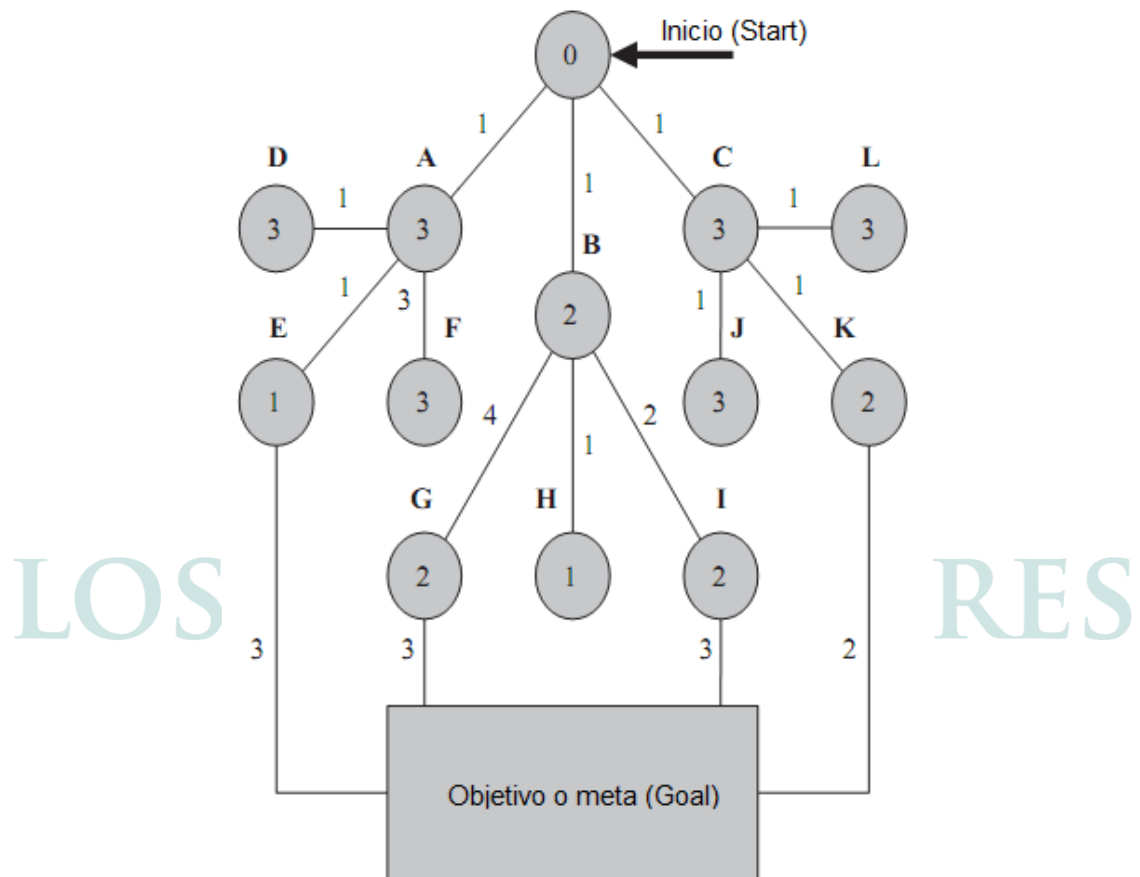 Inicio (Start)
0
1 1 1
D A C L
1 1
3 3 3 3
B
1 3 1 1
E F 2 J K
1 3 3 2
4 1 2
G H I
2 1 2
LOS RES
3 3 3 2
Objetivo o meta (Goal)